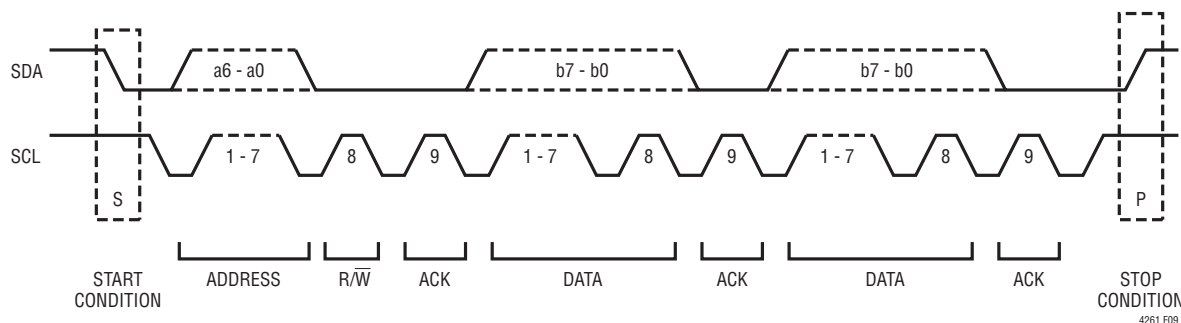 SDA
a6 - a0
b7 - b0
b7 - b0
SCL
1 - 7
8
9
1 - 7
8
9
1 - 7
8
9
S
P
START
CONDITION
ADDRESS
R/W̅
ACK
DATA
ACK
DATA
ACK
STOP
CONDITION
4261 F09